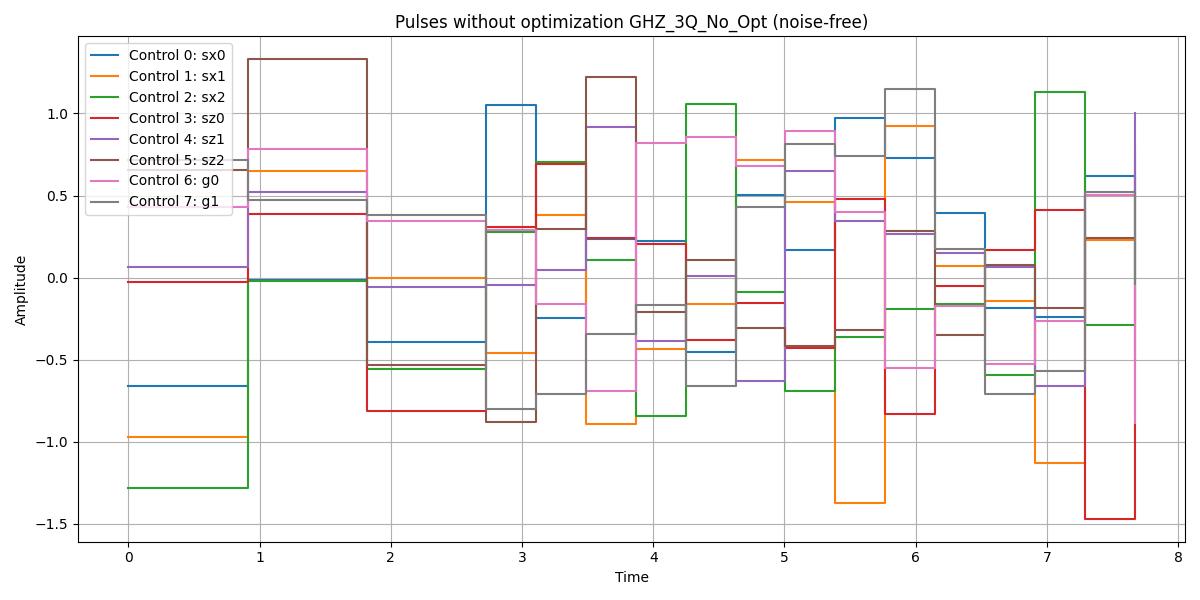 Pulses without optimization GHZ_3Q_No_Opt (noise-free)
Control 0: sx0
Control 1: sx1
Control 2: sx2
Control 3: sz0
Control 4: sz1
Control 5: sz2
Control 6: g0
Control 7: g1
Amplitude
1.0
0.5
0.0
−0.5
−1.0
−1.5
0 1 2 3 4 5 6 7 8
Time